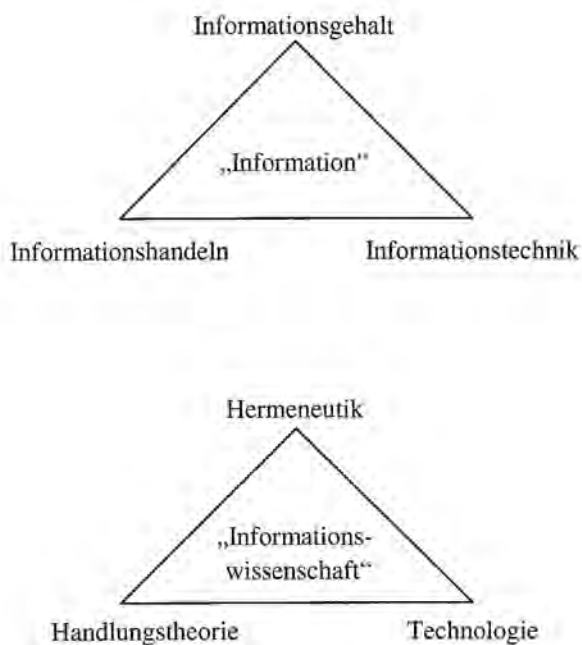 Informationsgehalt
„Information“
Informationshandeln Informationstechnik
Hermeneutik
„Informations-
wissenschaft“
Handlungstheorie Technologie